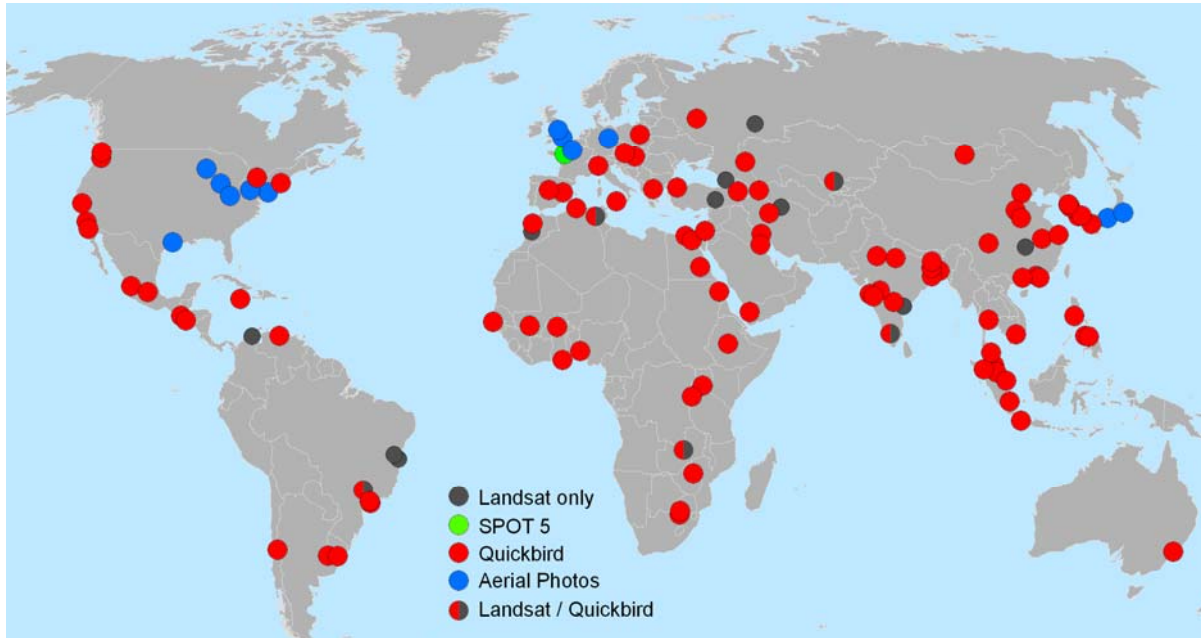 Landsat only
SPOT 5
Quickbird
Aerial Photos
Landsat / Quickbird